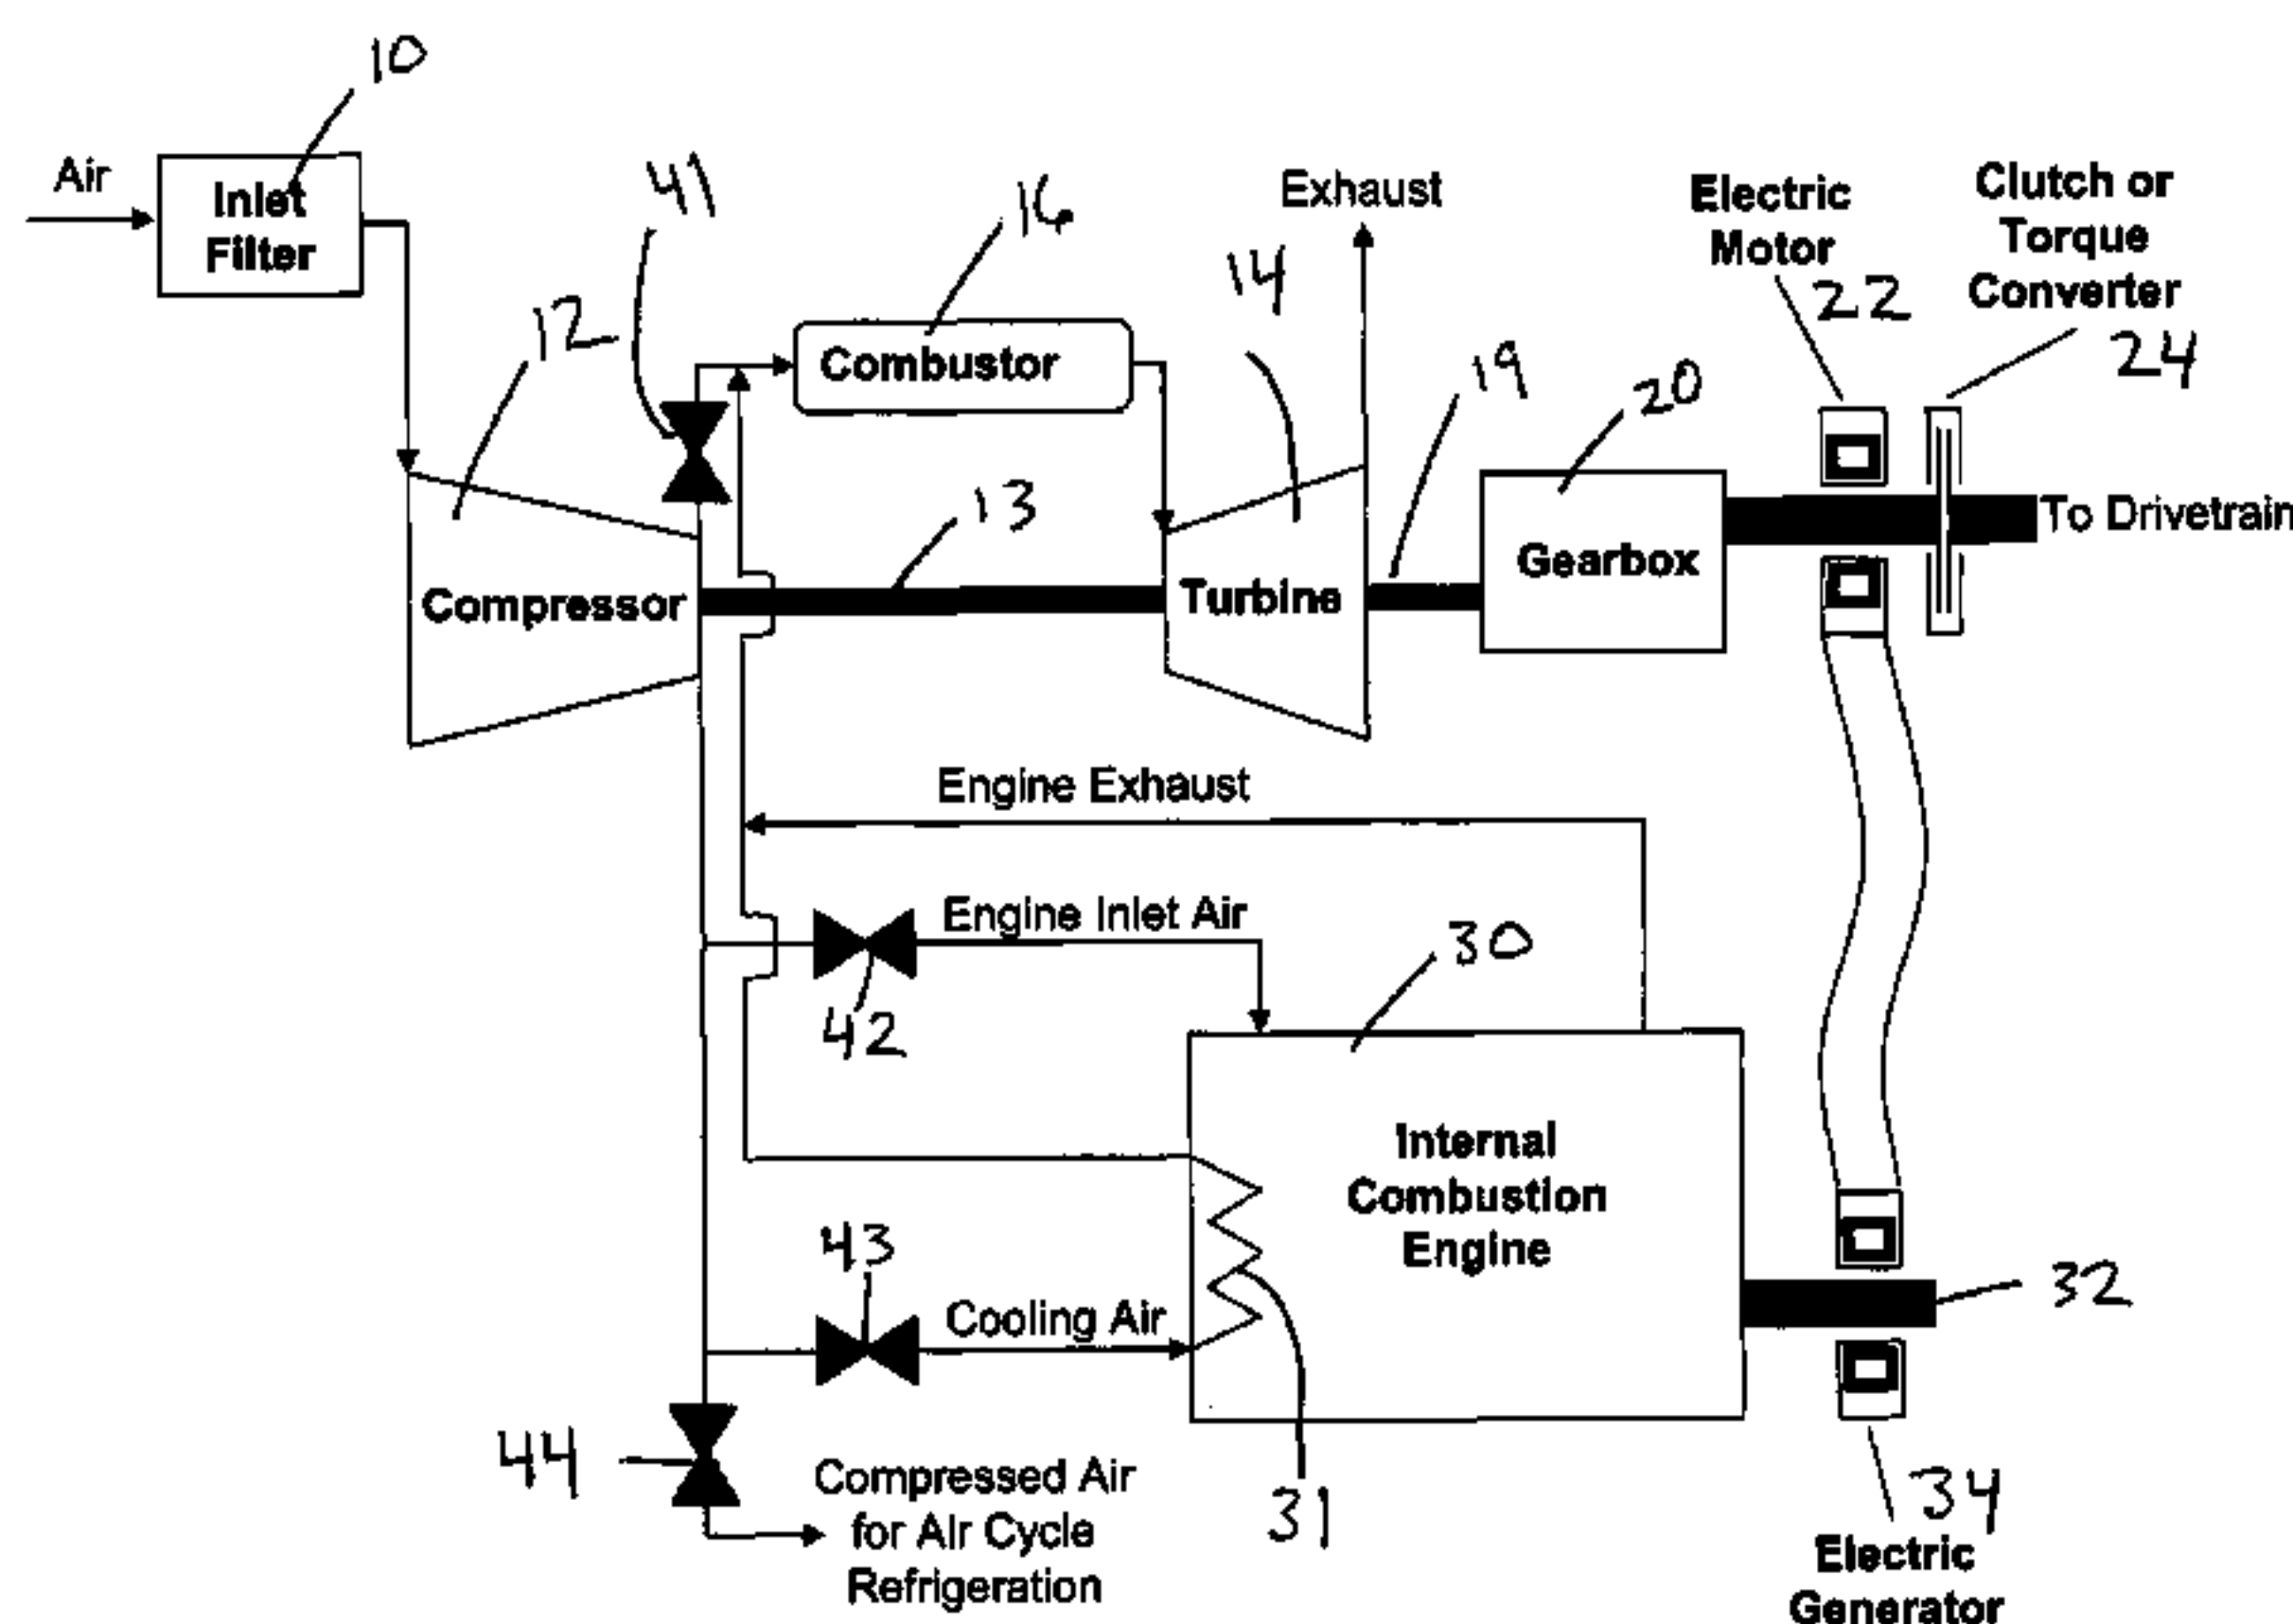 10
Air
Inlet
Filter
12
41
16
Combustor
Exhaust
14
19
20
Electric
Motor
22
Clutch or
Torque
Converter
24
Compressor
13
Turbine
Gearbox
To Drivetrain
Engine Exhaust
Engine Inlet Air
42
30
Internal
Combustion
Engine
43
Cooling Air
32
44
Compressed Air
for Air Cycle
Refrigeration
31
34
Electric
Generator